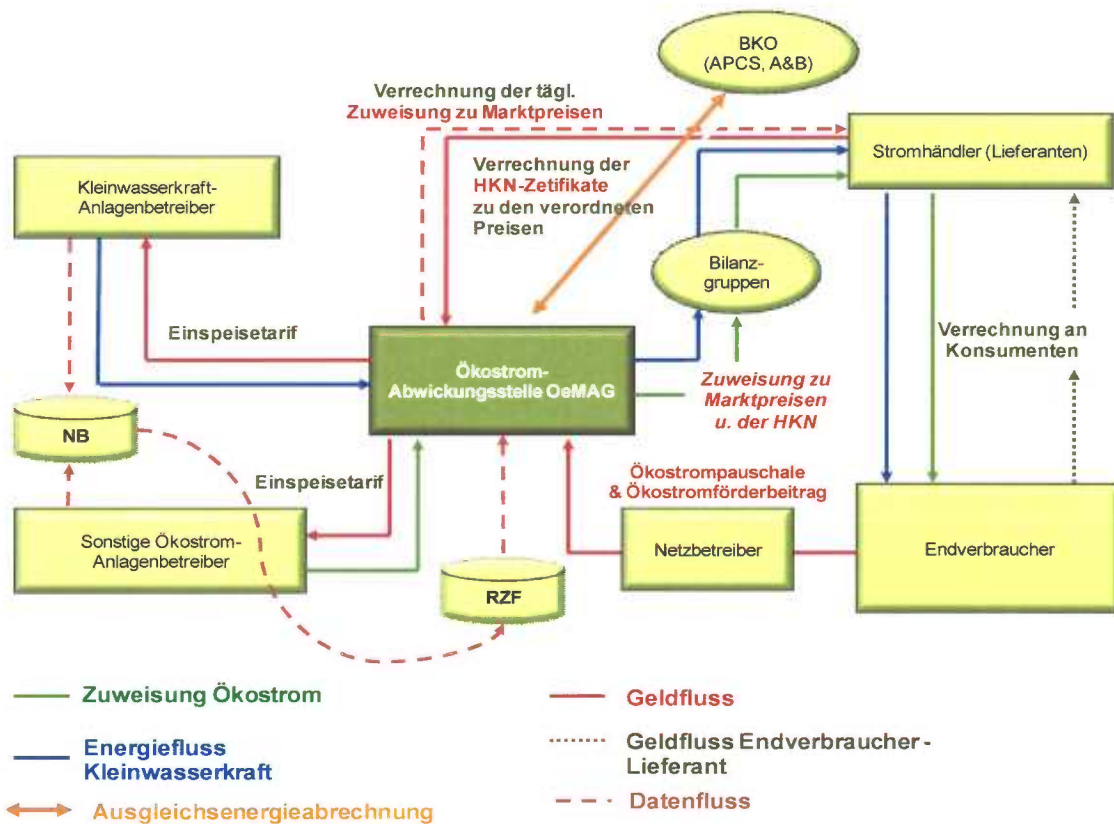 BKO
(APCS, A&B)
Verrechnung der tägl.
Zuweisung zu Marktpreisen
Stromhändler (Lieferanten)
Kleinwasserkraft-
Anlagenbetreiber
Verrechnung der
HKN-Zetifikate
zu den verordneten
Preisen
Bilanz-
gruppen
Einspeisetarif
Verrechnung an
Konsumenten
Ökostrom-
Abwickungsstelle OeMAG
Zuweisung zu
Marktpreisen
u. der HKN
NB
Einspeisetarif
Ökostrompauschale
& Ökostromförderbeitrag
Sonstige Ökostrom-
Anlagenbetreiber
Netzbetreiber
Endverbraucher
RZF
Zuweisung Ökostrom
Geldfluss
Energiefluss
Kleinwasserkraft
Geldfluss Endverbraucher -
Lieferant
Ausgleichsenergieabrechnung
Datenfluss